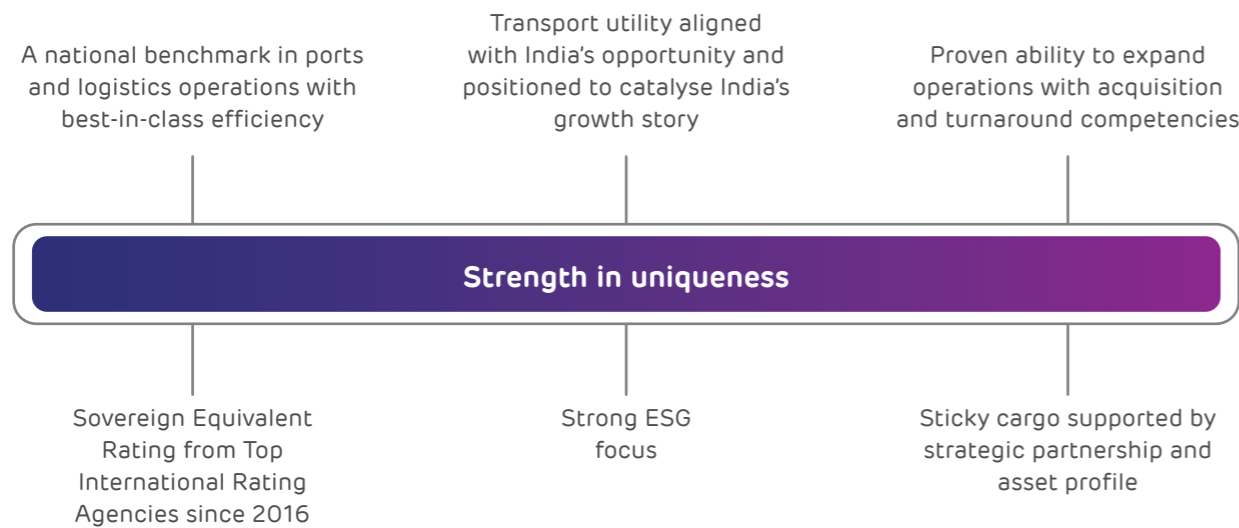 A national benchmark in ports
and logistics operations with
best-in-class efficiency
Transport utility aligned
with India's opportunity and
positioned to catalyse India's
growth story
Proven ability to expand
operations with acquisition
and turnaround competencies
Strength in uniqueness
Sovereign Equivalent
Rating from Top
International Rating
Agencies since 2016
Strong ESG
focus
Sticky cargo supported by
strategic partnership and
asset profile